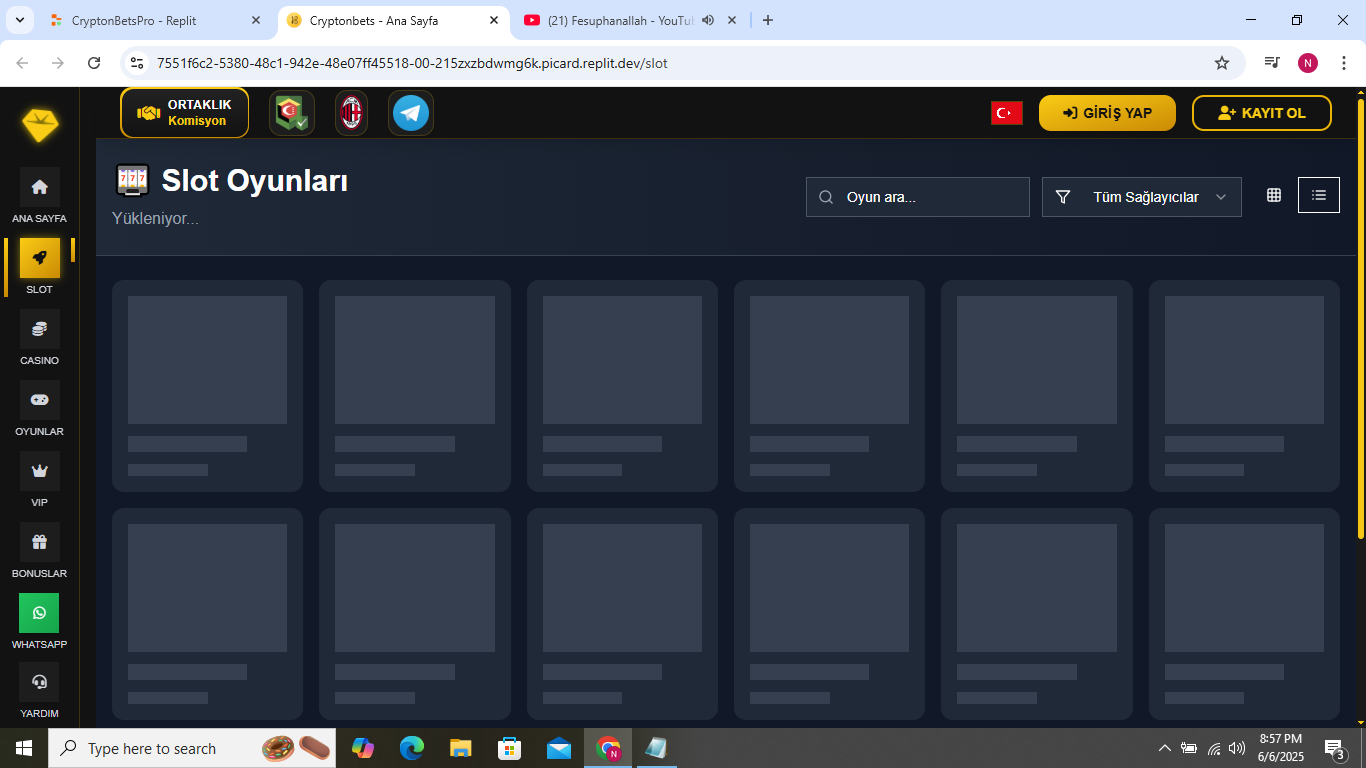 CryptonBetsPro - Replit
Cryptonbets - Ana Sayfa
(21) Fesuphanallah - YouTu
7551f6c2-5380-48c1-942e-48e07ff45518-00-215zxzbdwmg6k.picard.replit.dev/slot
N
ORTAKLIK
Komisyon
GİRİŞ YAP
KAYIT OL
777
Slot Oyunları
Yükleniyor...
Oyun ara...
Tüm Sağlayıcılar
ANA SAYFA
SLOT
CASINO
OYUNLAR
VIP
BONUSLAR
WHATSAPP
YARDIM
Type here to search
N
8:57 PM
6/6/2025
3